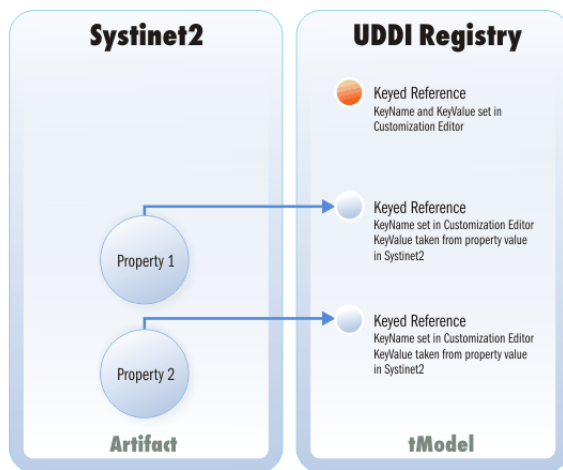 Systinet2
UDDI Registry
Keyed Reference
KeyName and KeyValue set in
Customization Editor
Keyed Reference
KeyName set in Customization Editor
KeyValue taken from property value
in Systinet2
Property 1
Keyed Reference
KeyName set in Customization Editor
KeyValue taken from property value
in Systinet2
Property 2
Artifact
tModel